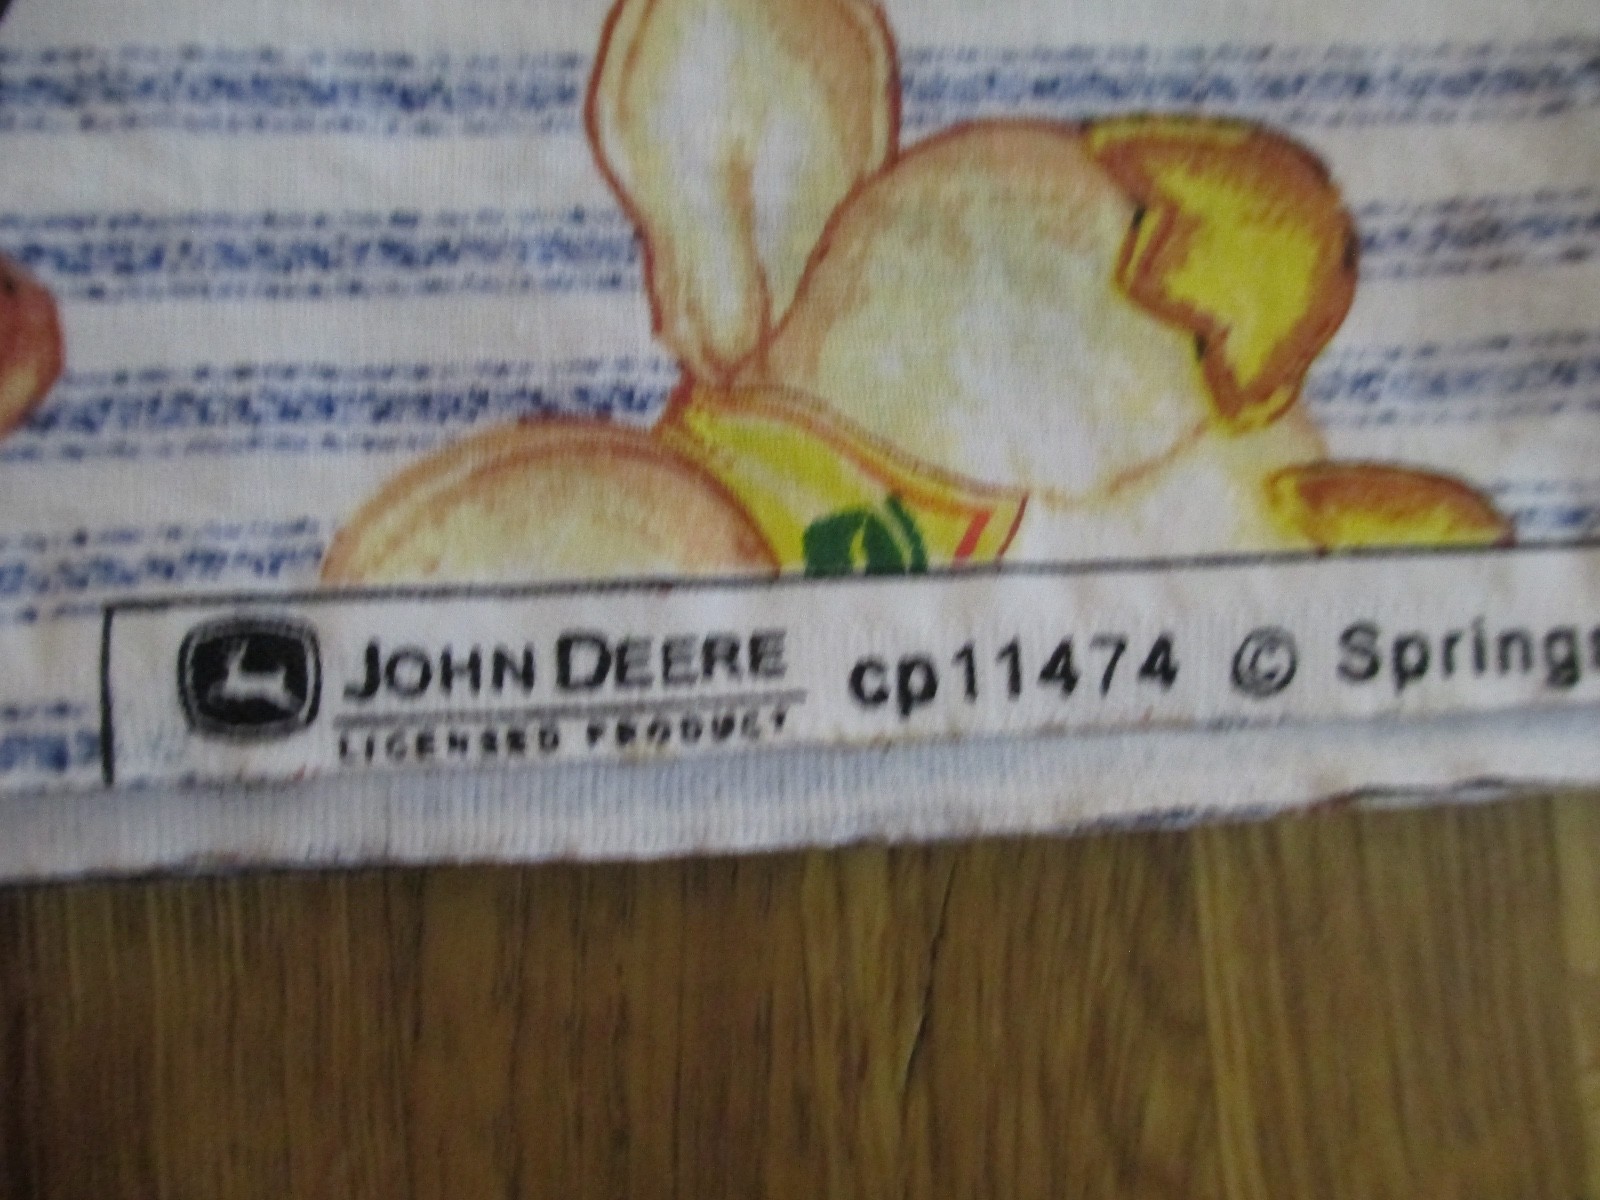 JOHN DEERE cp11474 © Springs
LICENSED PRODUCT